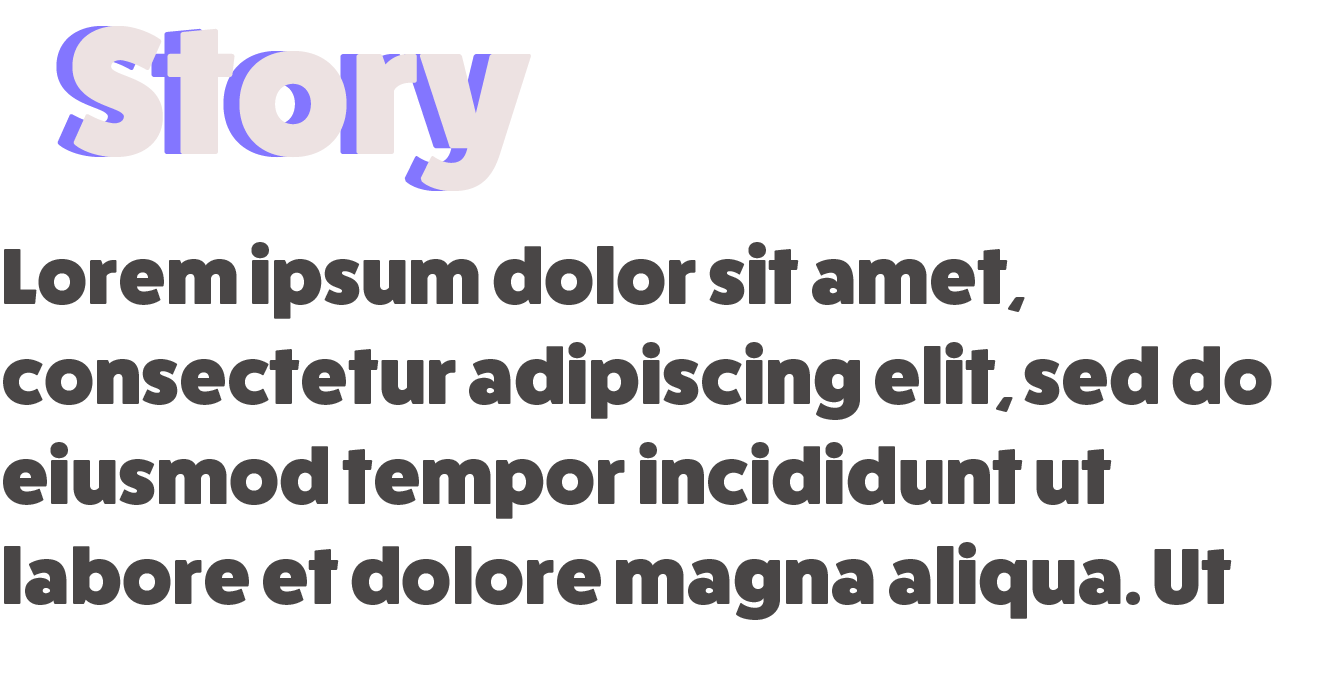 Story
Lorem ipsum dolor sit amet,
consectetur adipiscing elit, sed do
eiusmod tempor incididunt ut
labore et dolore magna aliqua. Ut